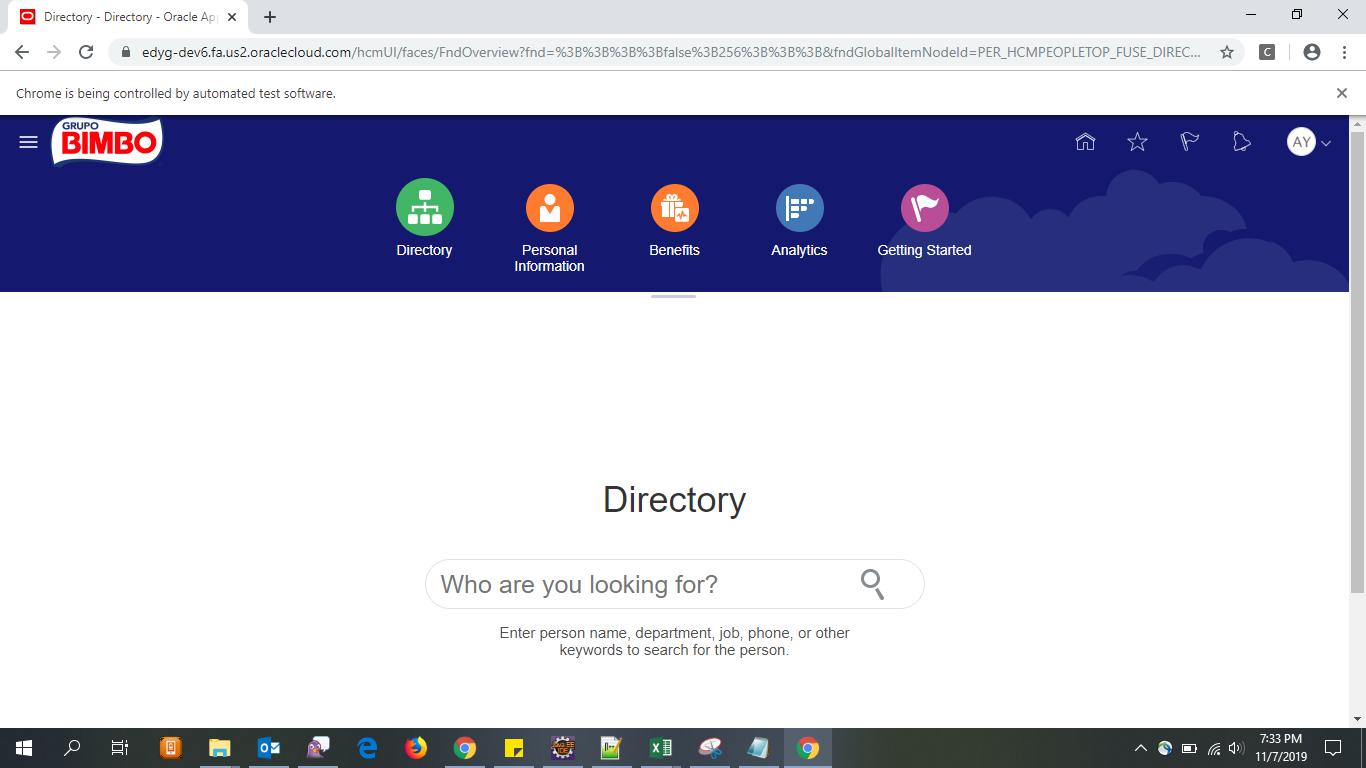 Directory - Directory - Oracle Ap
edyg-dev6.fa.us2.oraclecloud.com/hcmUI/faces/FndOverview?fnd=%3B%3B%3B%3Bfalse%3B256%3B%3B%3B&fndGlobalItemNodeId=PER_HCMPEOPLETOP_FUSE_DIREC...
C
Chrome is being controlled by automated test software.
GRUPO
BIMBO
AY
Directory
Personal
Information
Benefits
Analytics
Getting Started
Directory
Who are you looking for?
Enter person name, department, job, phone, or other
keywords to search for the person.
7:33 PM
11/7/2019